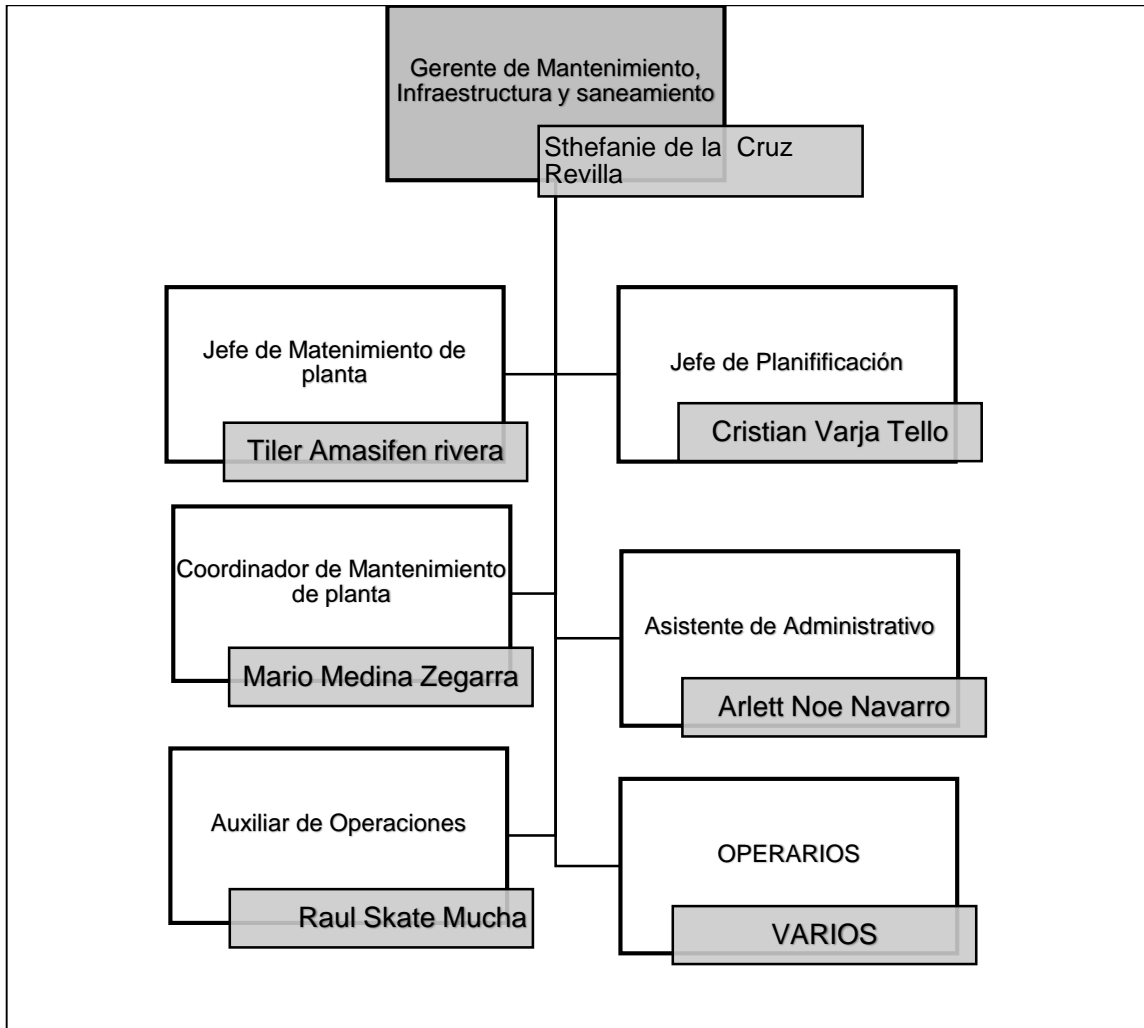 Gerente de Mantenimiento,
Infraestructura y saneamiento
Sthefanie de la Cruz
Revilla
Jefe de Matenimiento de
planta
Tiler Amasifen rivera
Jefe de Planifificación
Cristian Varja Tello
Coordinador de Mantenimiento
de planta
Mario Medina Zegarra
Asistente de Administrativo
Arlett Noe Navarro
Auxiliar de Operaciones
Raul Skate Mucha
OPERARIOS
VARIOS